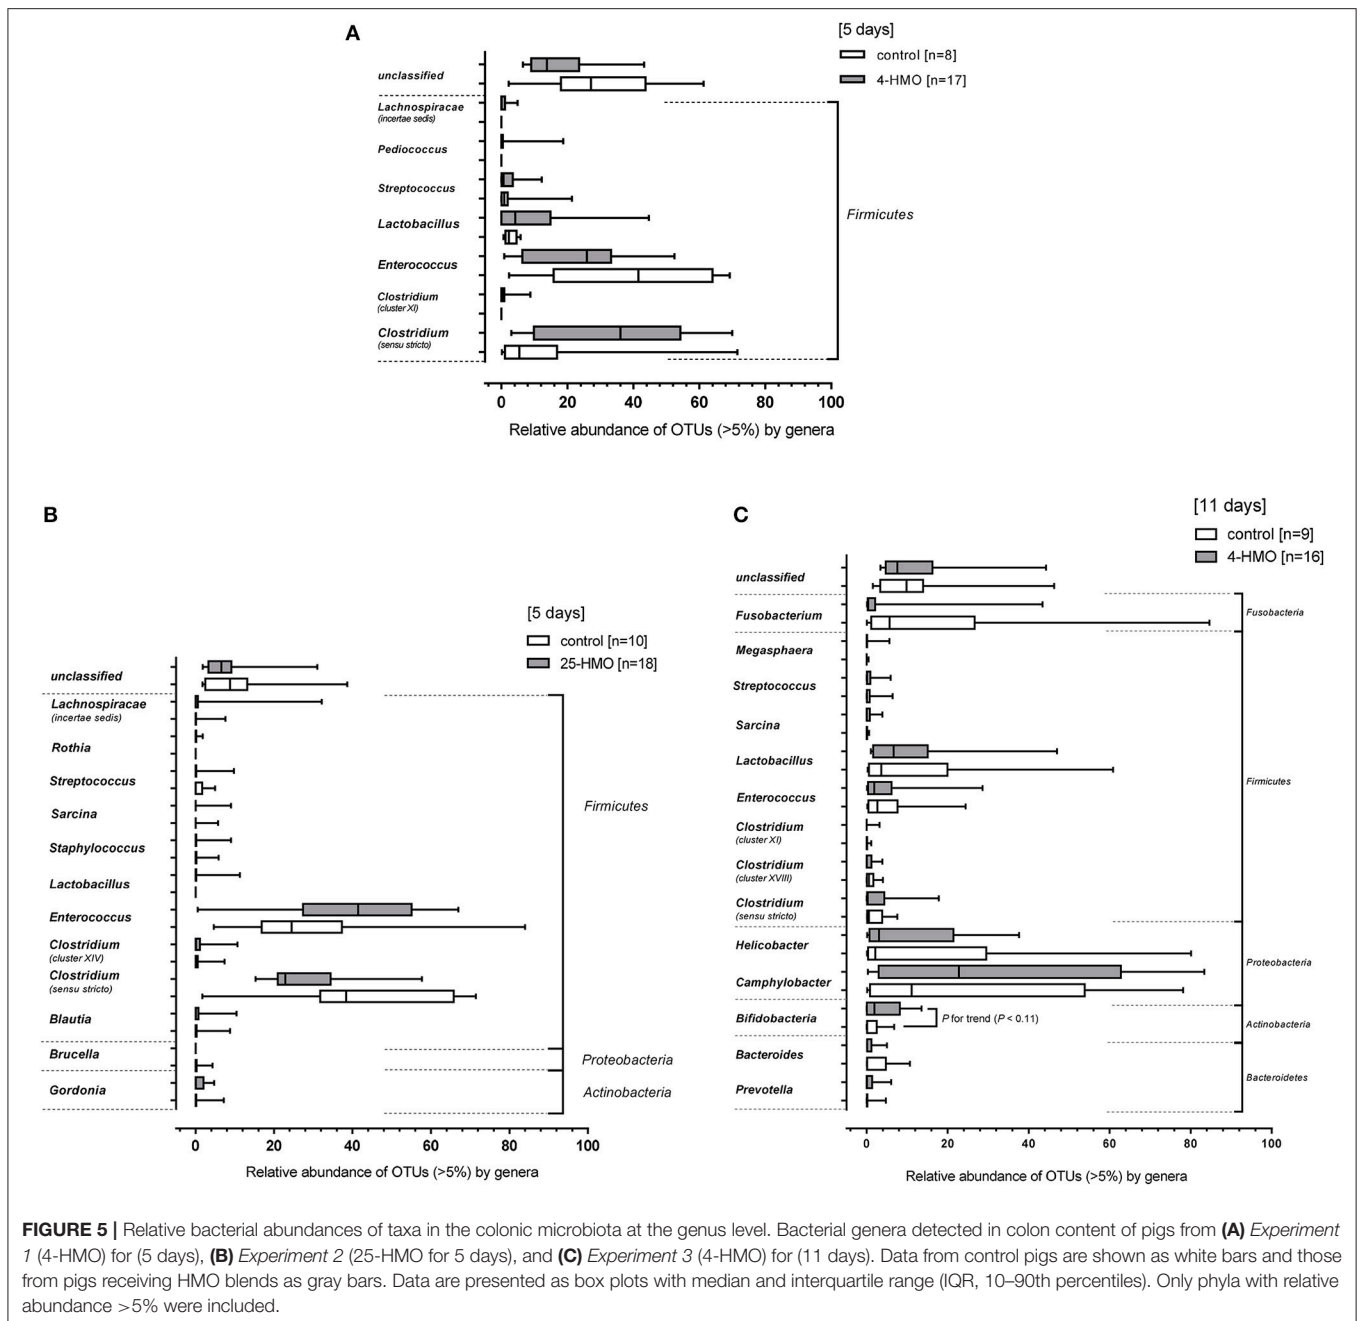 A
[5 days]
control [n=8]
4-HMO [n=17]
unclassified
Lachnospiracae
(incertae sedis)
Pediococcus
Streptococcus
Lactobacillus
Enterococcus
Clostridium
(cluster XI)
Clostridium
(sensu stricto)
Firmicutes
0 20 40 60 80 100
Relative abundance of OTUs (>5%) by genera
B
[5 days]
control [n=10]
25-HMO [n=18]
unclassified
Lachnospiracae
(incertae sedis)
Rothia
Streptococcus
Sarcina
Staphylococcus
Lactobacillus
Enterococcus
Clostridium
(cluster XIV)
Clostridium
(sensu stricto)
Blautia
Brucella
Gordonia
Firmicutes
Proteobacteria
Actinobacteria
0 20 40 60 80 100
Relative abundance of OTUs (>5%) by genera
C
[11 days]
control [n=9]
4-HMO [n=16]
unclassified
Fusobacterium
Megasphaera
Streptococcus
Sarcina
Lactobacillus
Enterococcus
Clostridium
(cluster XI)
Clostridium
(cluster XVIII)
Clostridium
(sensu stricto)
Helicobacter
Camphylobacter
Bifidobacteria
P for trend (P < 0.11)
Bacteroides
Prevotella
Fusobacteria
Firmicutes
Proteobacteria
Actinobacteria
Bacteroidetes
0 20 40 60 80 100
Relative abundance of OTUs (>5%) by genera
FIGURE 5 | Relative bacterial abundances of taxa in the colonic microbiota at the genus level. Bacterial genera detected in colon content of pigs from (A) Experiment
1 (4-HMO) for (5 days), (B) Experiment 2 (25-HMO for 5 days), and (C) Experiment 3 (4-HMO) for (11 days). Data from control pigs are shown as white bars and those
from pigs receiving HMO blends as gray bars. Data are presented as box plots with median and interquartile range (IQR, 10–90th percentiles). Only phyla with relative
abundance >5% were included.